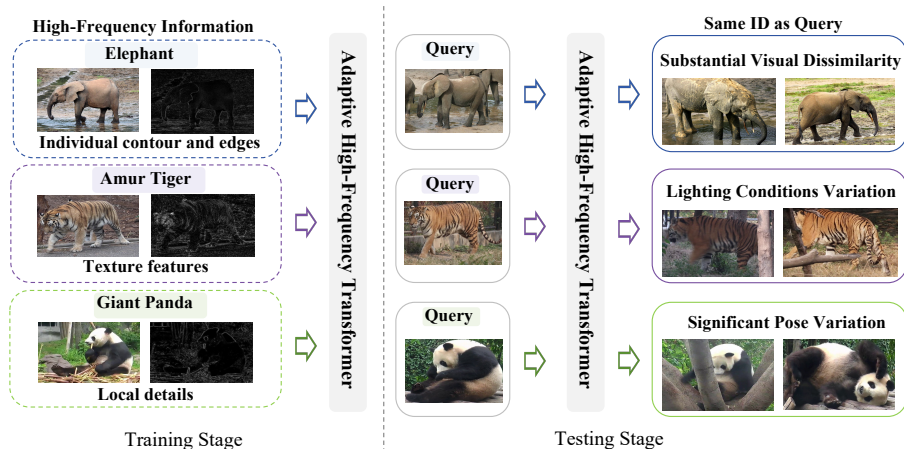 High-Frequency Information
Elephant
Individual contour and edges
Amur Tiger
Texture features
Giant Panda
Local details
Adaptive High-Frequency Transformer
Training Stage
Query
Query
Query
Adaptive High-Frequency Transformer
Same ID as Query
Substantial Visual Dissimilarity
Lighting Conditions Variation
Significant Pose Variation
Testing Stage